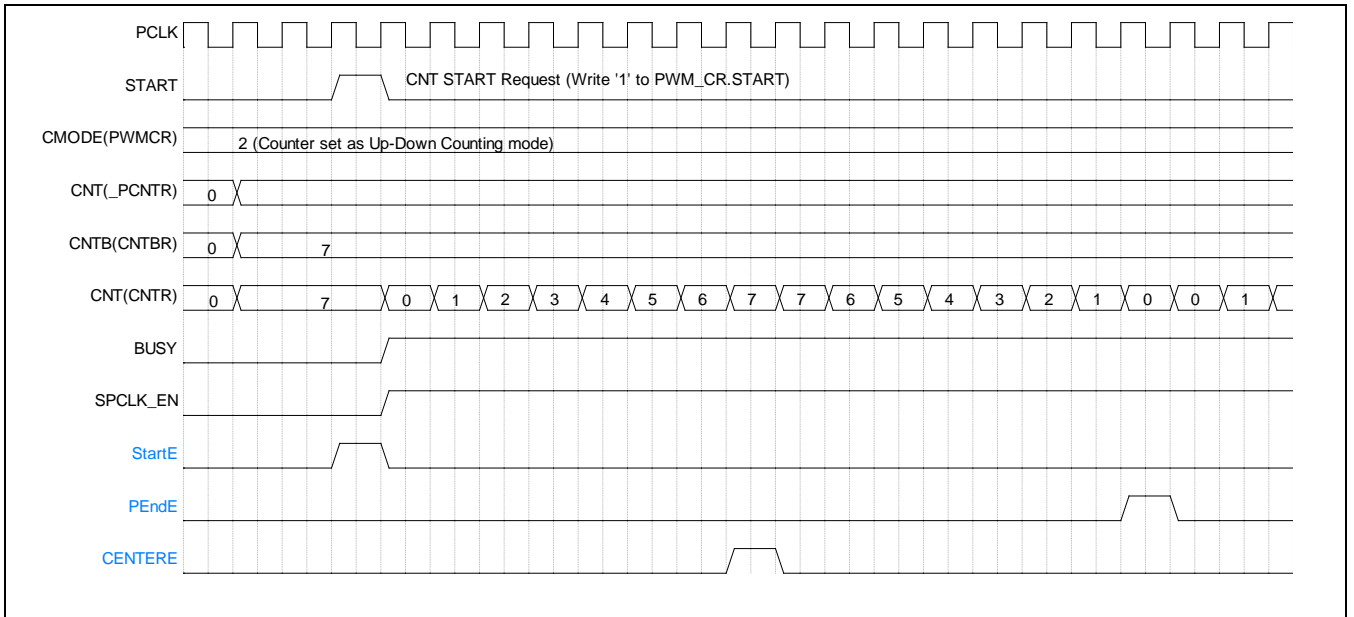 PCLK
START CNT START Request (Write '1' to PWM_CR.START)
CMODE(PWMCR) 2 (Counter set as Up-Down Counting mode)
CNT(_PCNTR) 0
CNTB(CNTBR) 0 7
CNT(CNTR) 0 7 0 1 2 3 4 5 6 7 7 6 5 4 3 2 1 0 0 1
BUSY
SPCLK_EN
StartE
PEndE
CENTERE